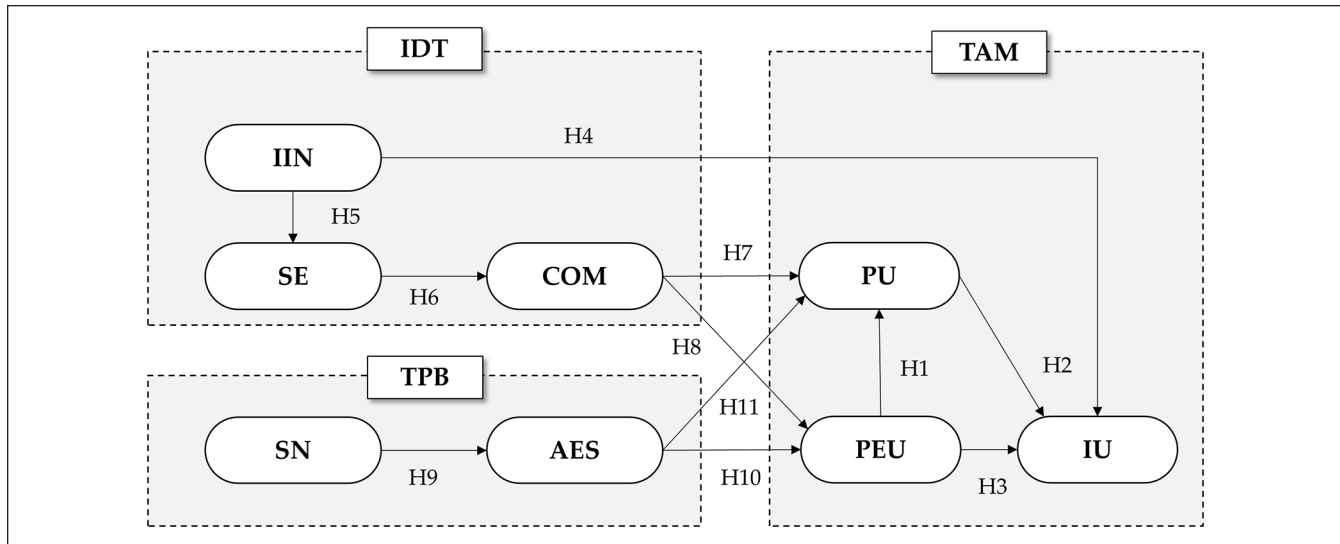 IDT
TAM
IIN
H4
H5
SE
H6
COM
H7
PU
H8
H1
H2
TPB
H11
SN
H9
AES
H10
PEU
H3
IU